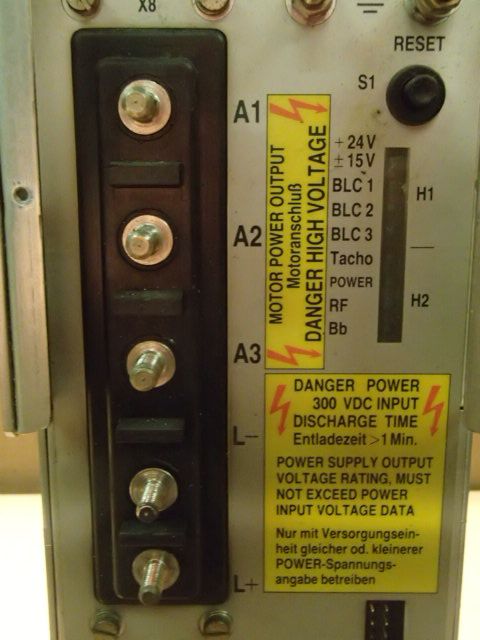 X8
RESET
S1
A1
A2
A3
L-
L+
MOTOR POWER OUTPUT
Motoranschluß
DANGER HIGH VOLTAGE
+24V
±15V
BLC 1
BLC 2
BLC 3
Tacho
POWER
RF
Bb
H1
H2
DANGER POWER
300 VDC INPUT
DISCHARGE TIME
Entladezeit >1 Min.
POWER SUPPLY OUTPUT
VOLTAGE RATING, MUST
NOT EXCEED POWER
INPUT VOLTAGE DATA
Nur mit Versorgungsein-
heit gleicher od. kleinerer
POWER-Spannungs-
angabe betreiben